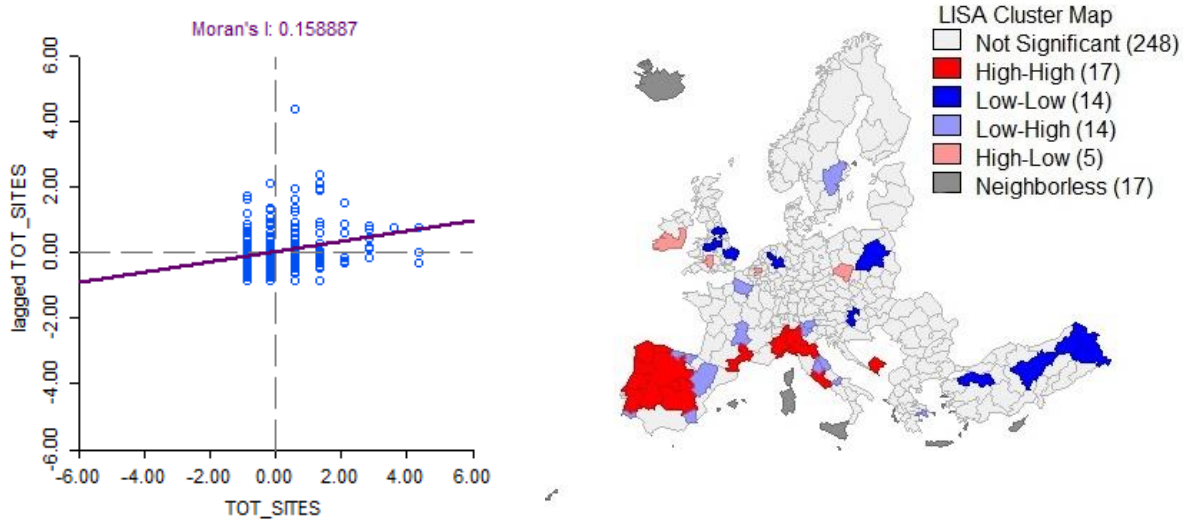 Moran's I: 0.158887
6.00
4.00
2.00
0.00
-2.00
-4.00
-6.00
lagged TOT_SITES
-6.00 -4.00 -2.00 0.00 2.00 4.00 6.00
TOT_SITES
LISA Cluster Map
Not Significant (248)
High-High (17)
Low-Low (14)
Low-High (14)
High-Low (5)
Neighborless (17)